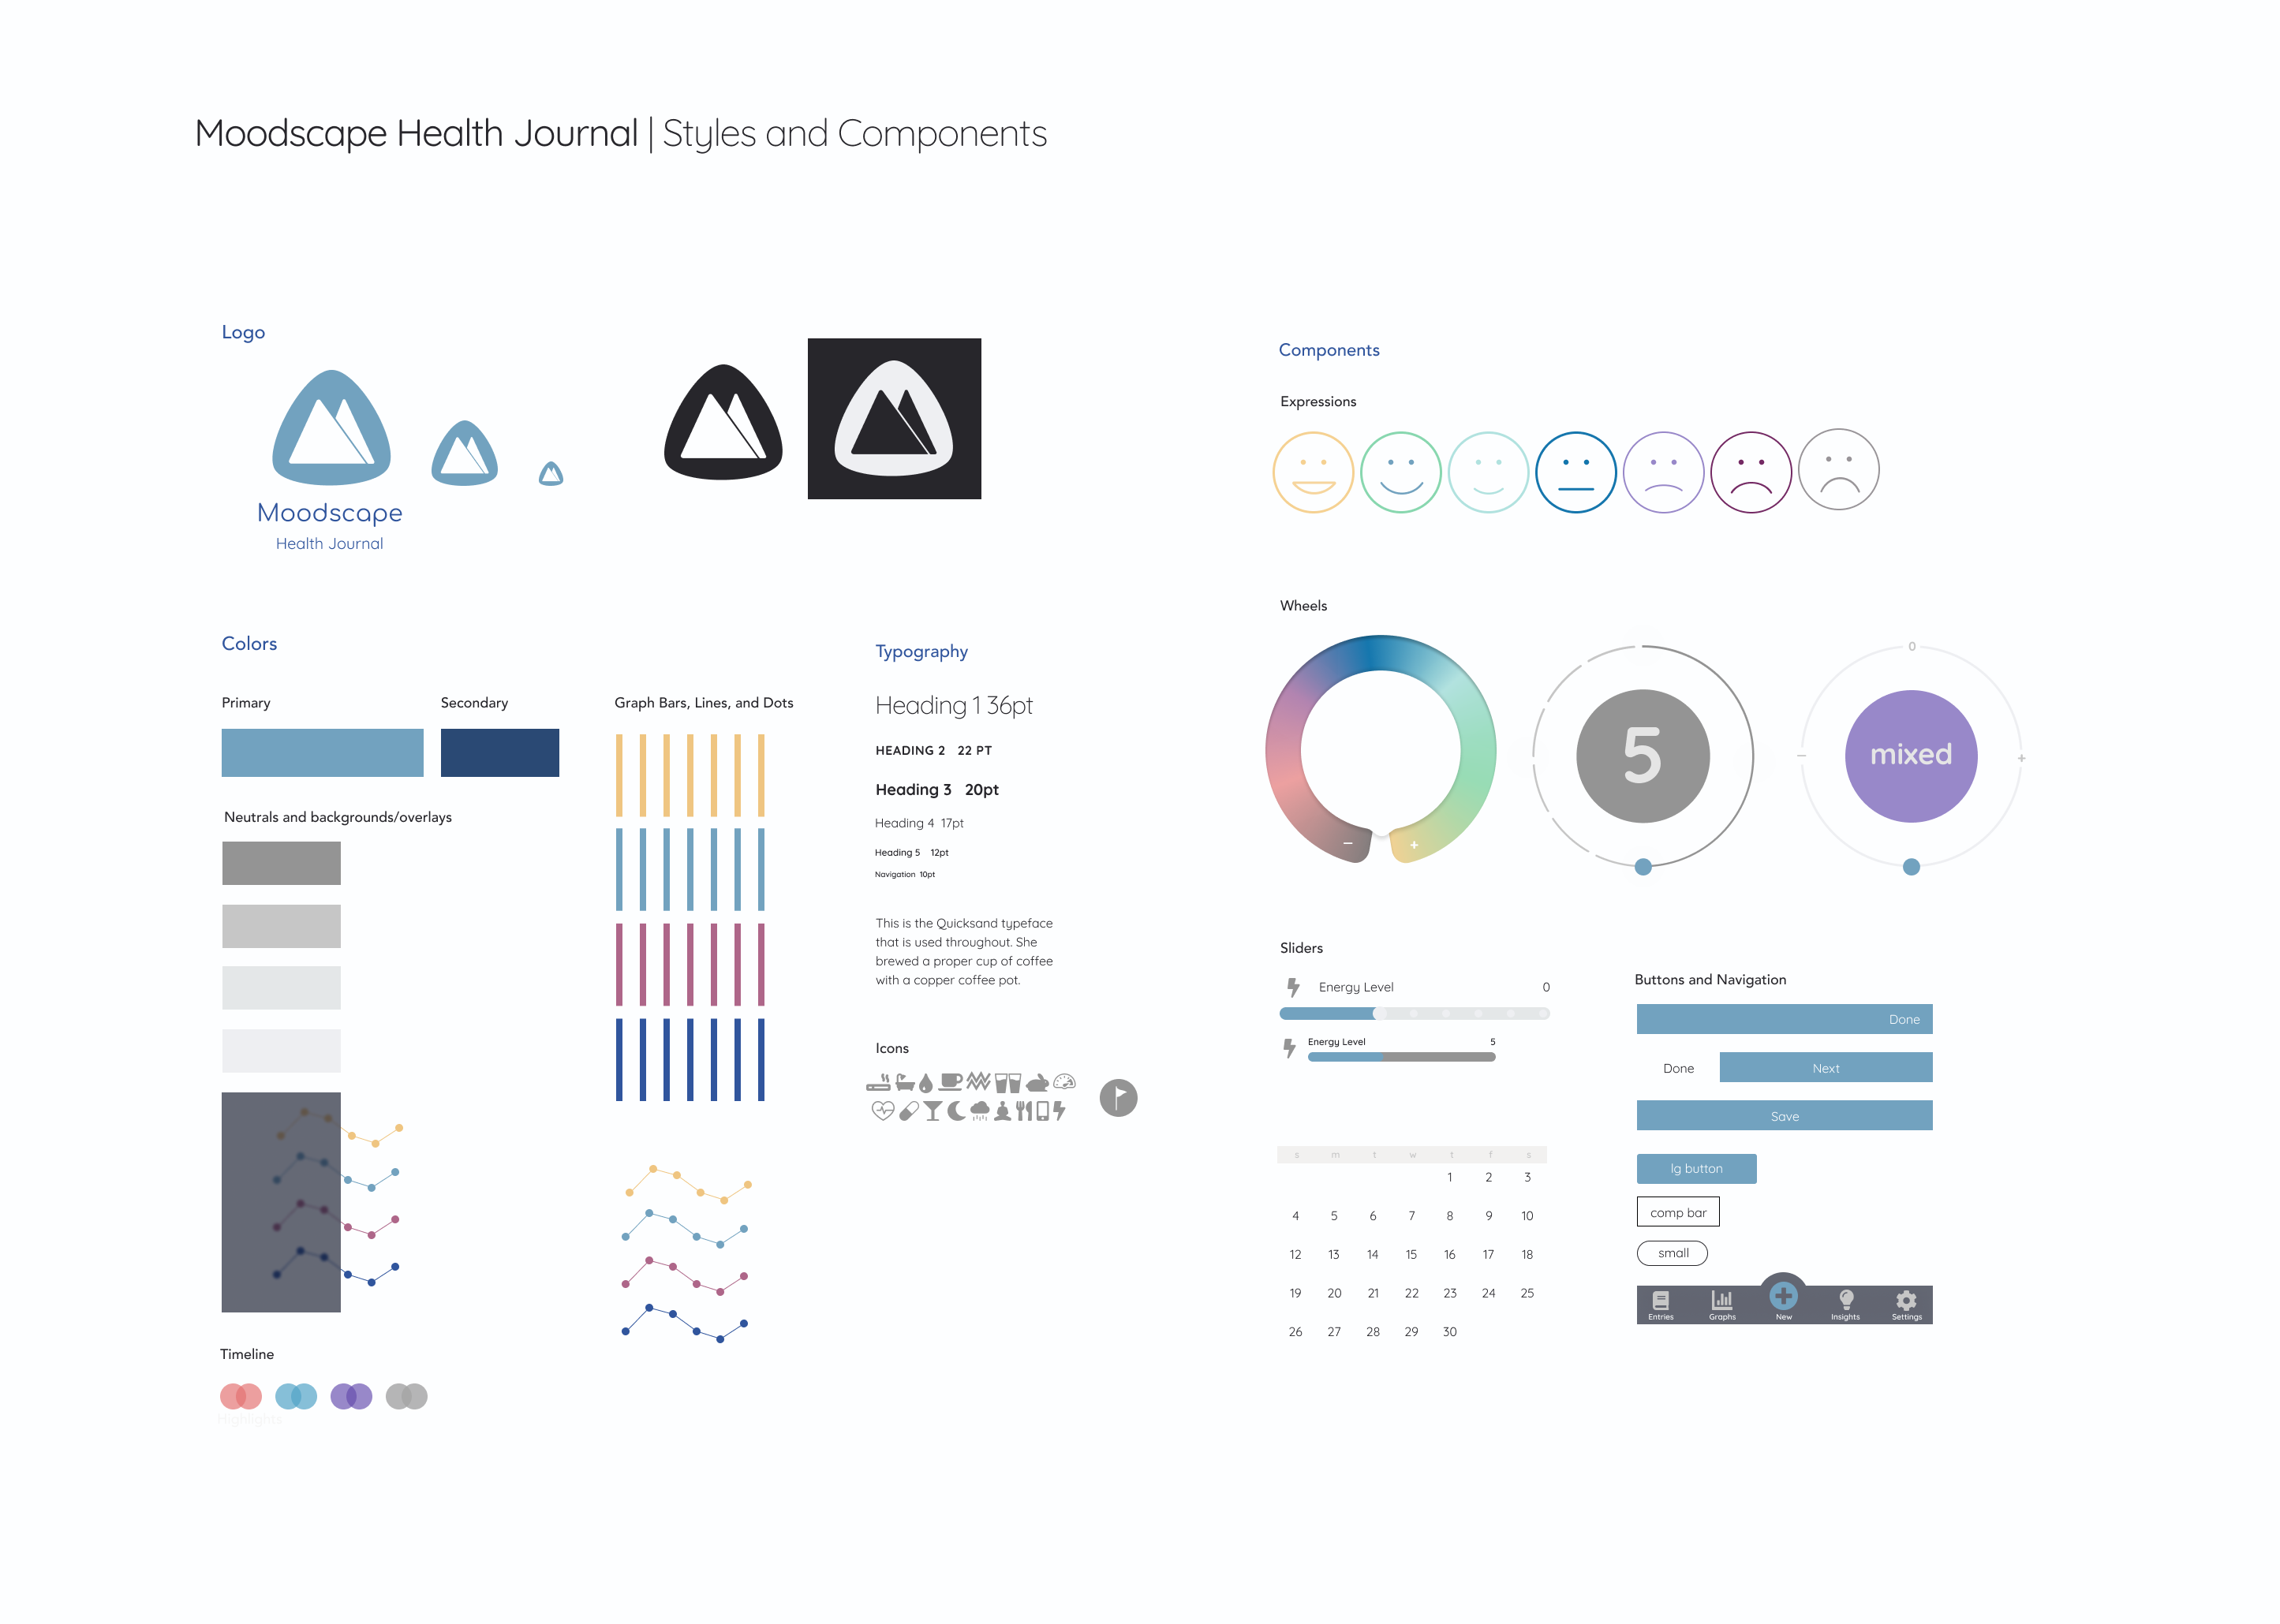 Moodscape Health Journal | Styles and Components
Logo
Moodscape
Health Journal
Colors
Primary
Secondary
Graph Bars, Lines, and Dots
Neutrals and backgrounds/overlays
Timeline
Highlights
Typography
Heading 1 36pt
HEADING 2 22 PT
Heading 3 20pt
Heading 4 17pt
Heading 5 12pt
Navigation 10pt
This is the Quicksand typeface
that is used throughout. She
brewed a proper cup of coffee
with a copper coffee pot.
Icons
Components
Expressions
Wheels
− +
5
0
− mixed +
Sliders
Energy Level 0
Energy Level 5
s m t w t f s
1 2 3
4 5 6 7 8 9 10
12 13 14 15 16 17 18
19 20 21 22 23 24 25
26 27 28 29 30
Buttons and Navigation
Done
Done Next
Save
lg button
comp bar
small
Entries Graphs New Insights Settings